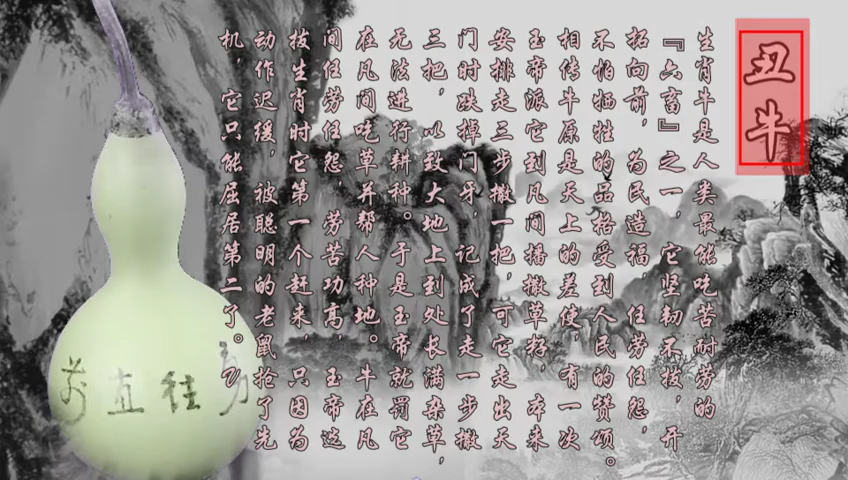 丑牛
生肖牛是人类最能吃苦耐劳的
『六畜』之一，它坚韧不拔，开
拓向前，为民造福 任劳任怨，
不怕牺牲的品格受到人民的赞颂。
相传牛原是天上的差使，有一次
玉帝派它到凡间播撒草籽，本来
安排走三步撒一把，可它走出天
门时跌掉门牙，记成了走一步撒
三把，以致大地上到处长满杂草，
无法进行耕种。于是玉帝就罚它
在凡间吃草并帮人种地。牛在凡
间任劳任怨，劳苦功高，玉帝选
拔生肖时它第一个赶来，只因为
动作迟缓，被聪明的老鼠抢了先
机，它只能屈居第二了。
勇往直前